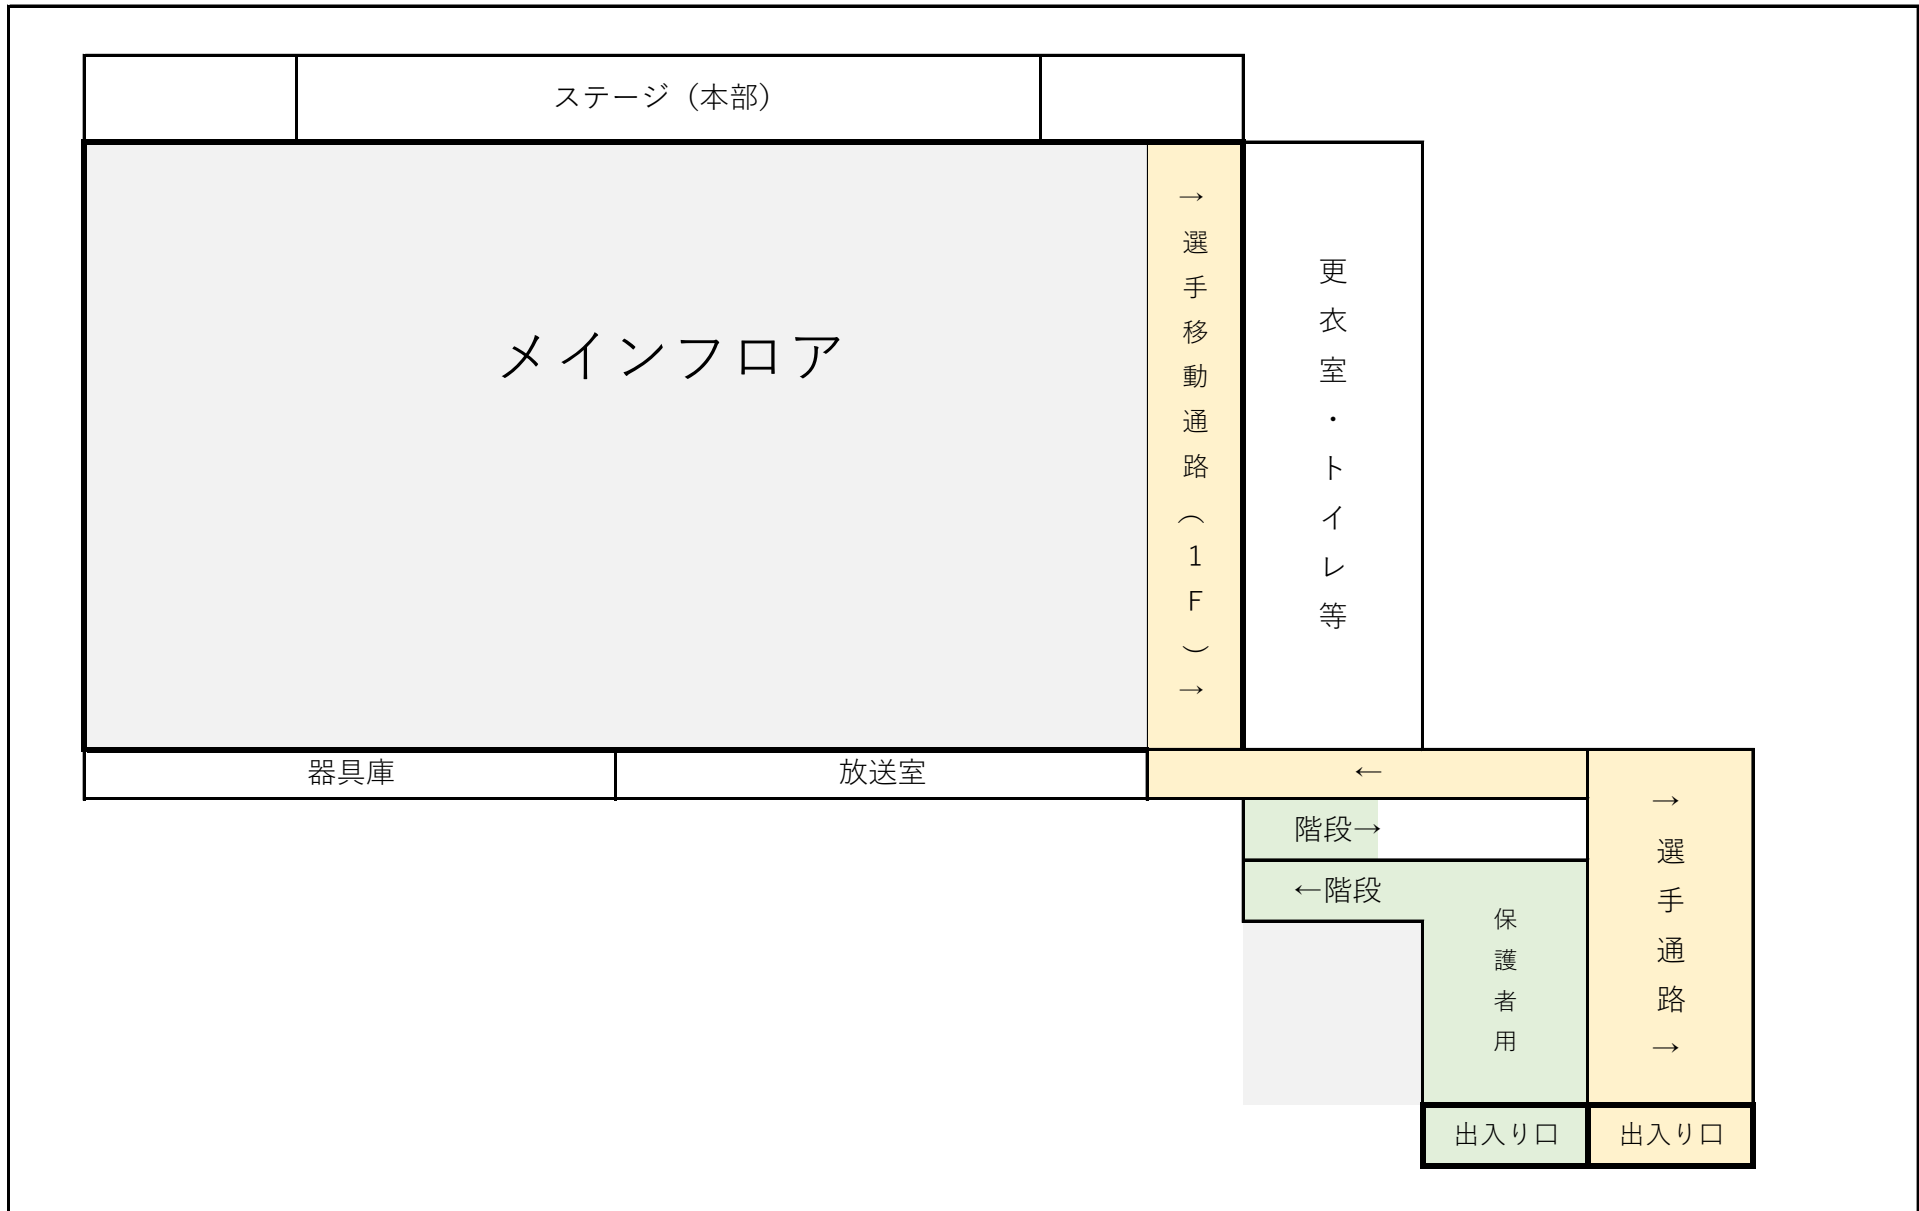 ステージ（本部）
→選手移動通路（1F）→
更衣室・トイレ等
メインフロア
器具庫
放送室
←
→選手通路→
階段→
←階段
保護者用
出入り口
出入り口